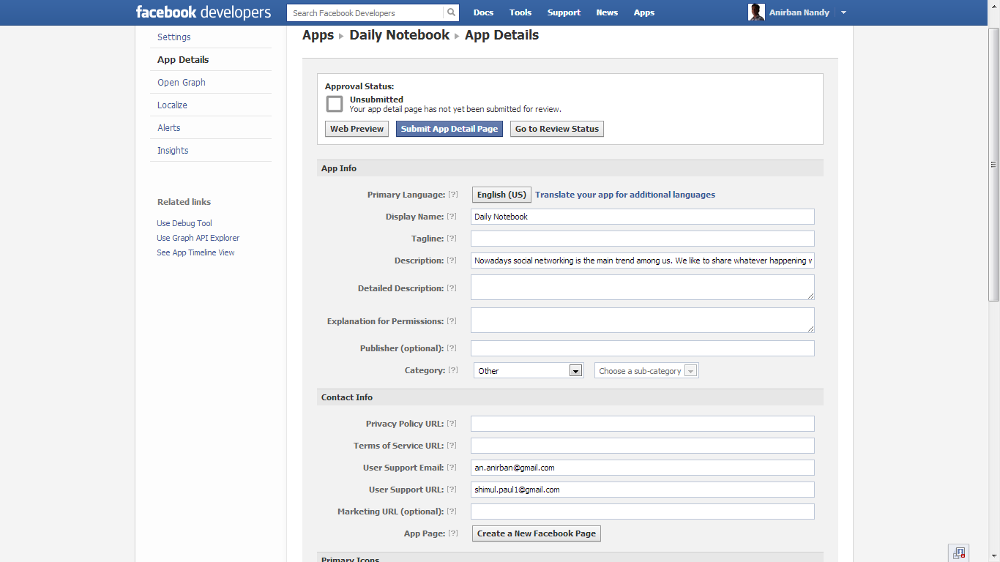 facebook developers Search Facebook Developers Docs Tools Support News Apps Anirban Nandy
Settings
App Details
Open Graph
Localize
Alerts
Insights
Related links
Use Debug Tool
Use Graph API Explorer
See App Timeline View
Apps ▸ Daily Notebook ▸ App Details
Approval Status:
Unsubmitted
Your app detail page has not yet been submitted for review.
Web Preview Submit App Detail Page Go to Review Status
App Info
Primary Language: [?] English (US) Translate your app for additional languages
Display Name: [?] Daily Notebook
Tagline: [?]
Description: [?] Nowadays social networking is the main trend among us. We like to share whatever happening w
Detailed Description: [?]
Explanation for Permissions: [?]
Publisher (optional): [?]
Category: [?] Other Choose a sub-category
Contact Info
Privacy Policy URL: [?]
Terms of Service URL: [?]
User Support Email: [?] an.anirban@gmail.com
User Support URL: [?] shimul.paul1@gmail.com
Marketing URL (optional): [?]
App Page: [?] Create a New Facebook Page
Primary Icons